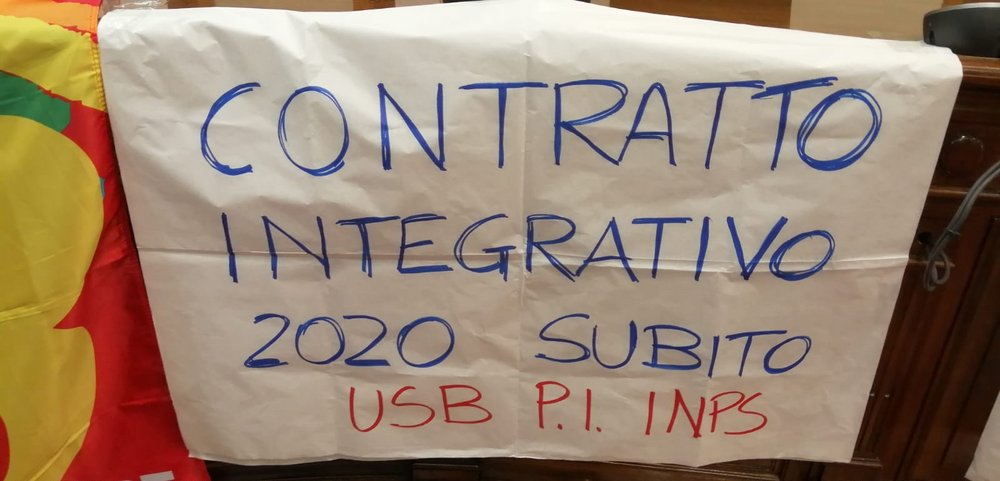 CONTRATTO
INTEGRATIVO
2020 SUBITO
USB P.I. INPS